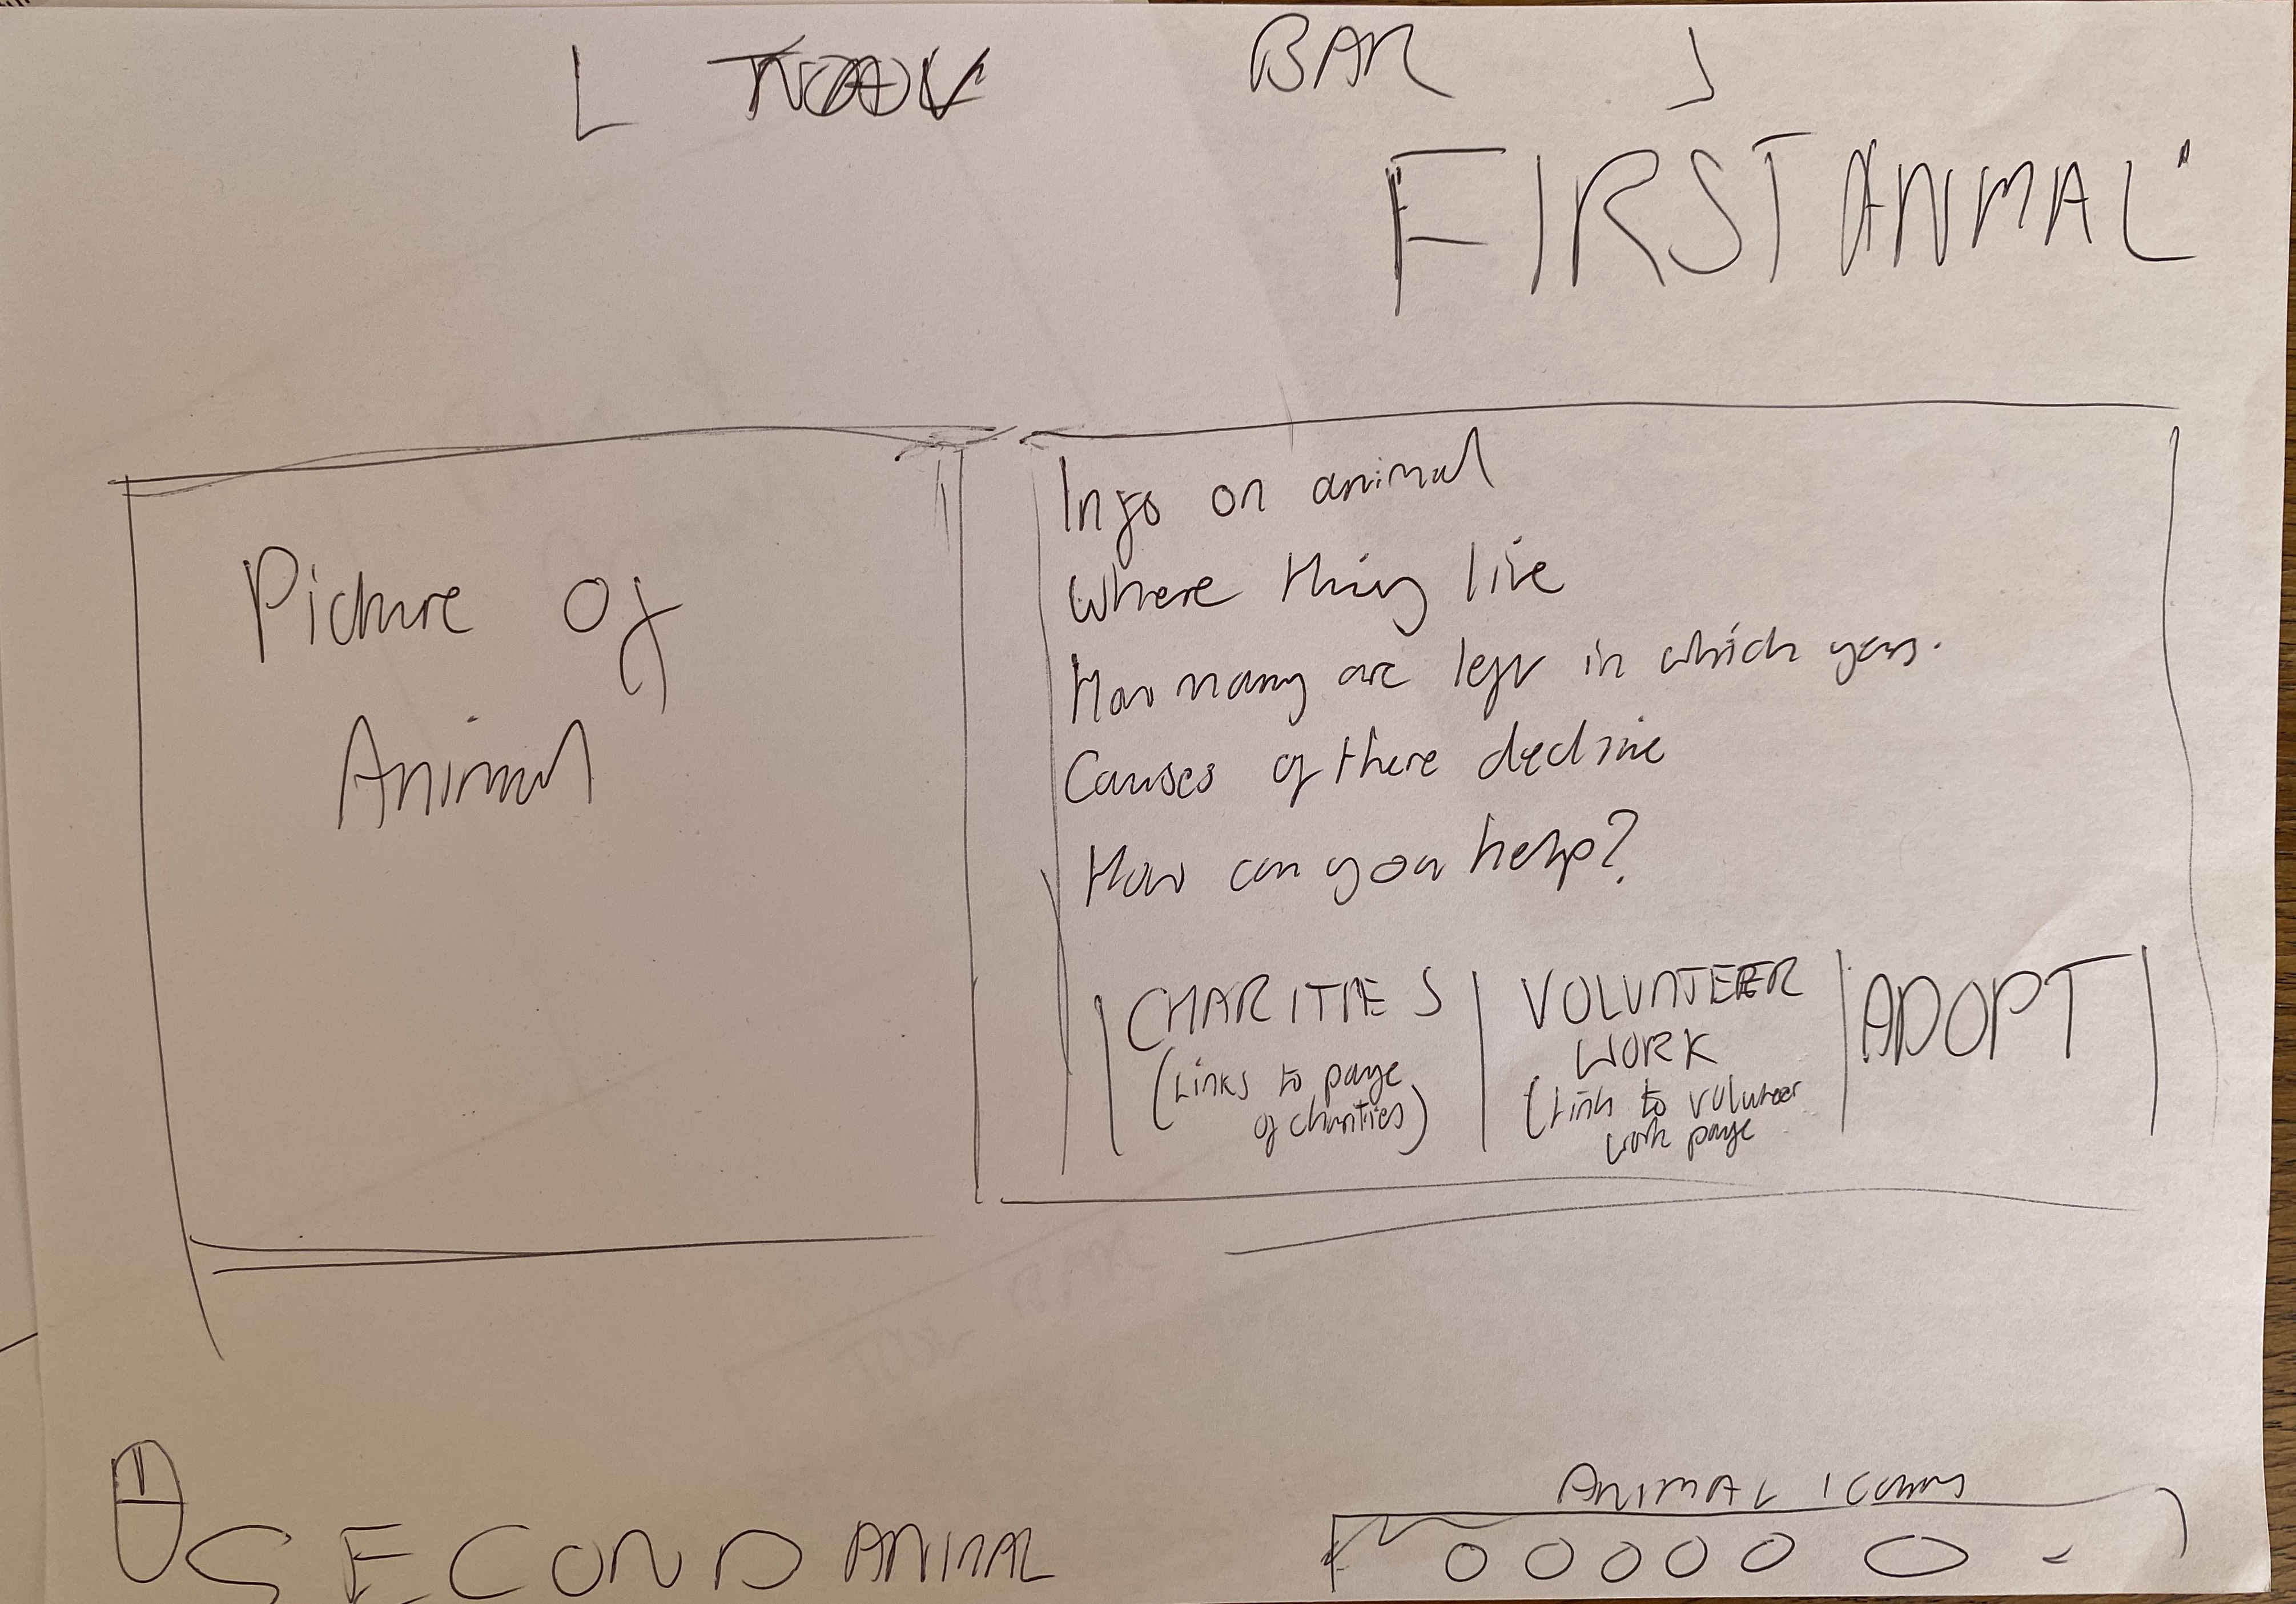 NAV BAR
FIRST ANIMAL
Picture Of
Animal
Info on animal
Where thing live
How many are left in which years.
Causes of there decline
How can you help?
CHARITIES
(Links to page
of charities)
VOLUNTEER
WORK
(Link to volunteer
work page
ADOPT
SECOND ANIMAL
ANIMAL icons